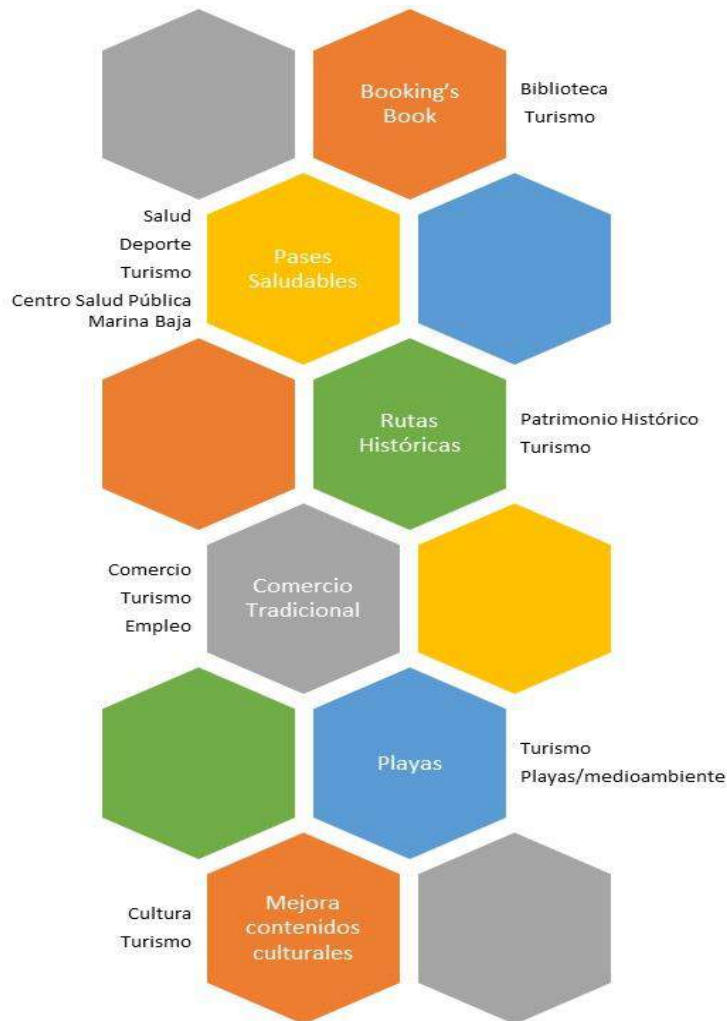 Booking's
Book
Biblioteca
Turismo
Salud
Deporte
Turismo
Centro Salud Pública
Marina Baja
Pases
Saludables
Rutas
Históricas
Patrimonio Histórico
Turismo
Comercio
Turismo
Empleo
Comercio
Tradicional
Playas
Turismo
Playas/medioambiente
Cultura
Turismo
Mejora
contenidos
culturales